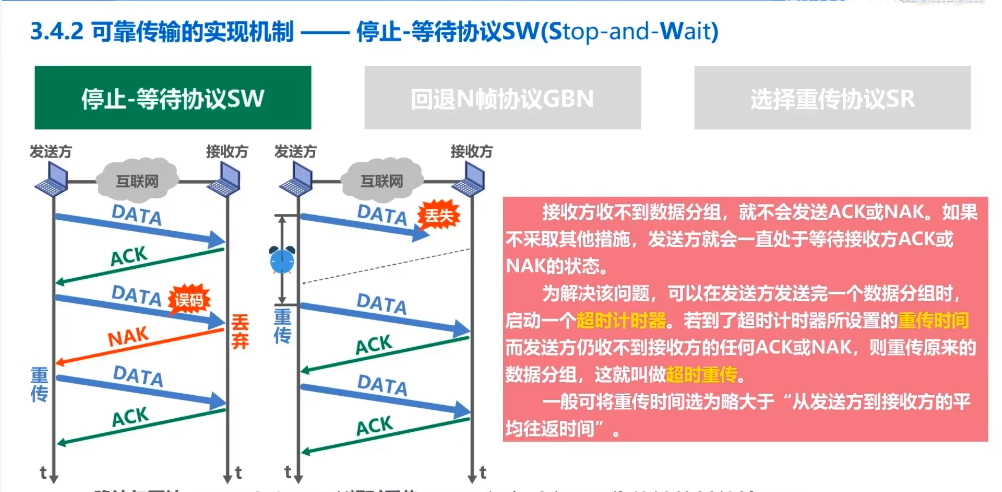 3.4.2 可靠传输的实现机制 —— 停止-等待协议SW(Stop-and-Wait)
停止-等待协议SW
回退N帧协议GBN
选择重传协议SR
发送方
接收方
互联网
DATA
ACK
DATA
误码
丢弃
NAK
重传
DATA
ACK
t
t
发送方
接收方
互联网
DATA
丢失
重传
DATA
ACK
DATA
ACK
t
t
接收方收不到数据分组，就不会发送ACK或NAK。如果
不采取其他措施，发送方就会一直处于等待接收方ACK或
NAK的状态。
为解决该问题，可以在发送方发送完一个数据分组时，
启动一个超时计时器。若到了超时计时器所设置的重传时间
而发送方仍收不到接收方的任何ACK或NAK，则重传原来的
数据分组，这就叫做超时重传。
一般可将重传时间选为略大于“从发送方到接收方的平
均往返时间”。